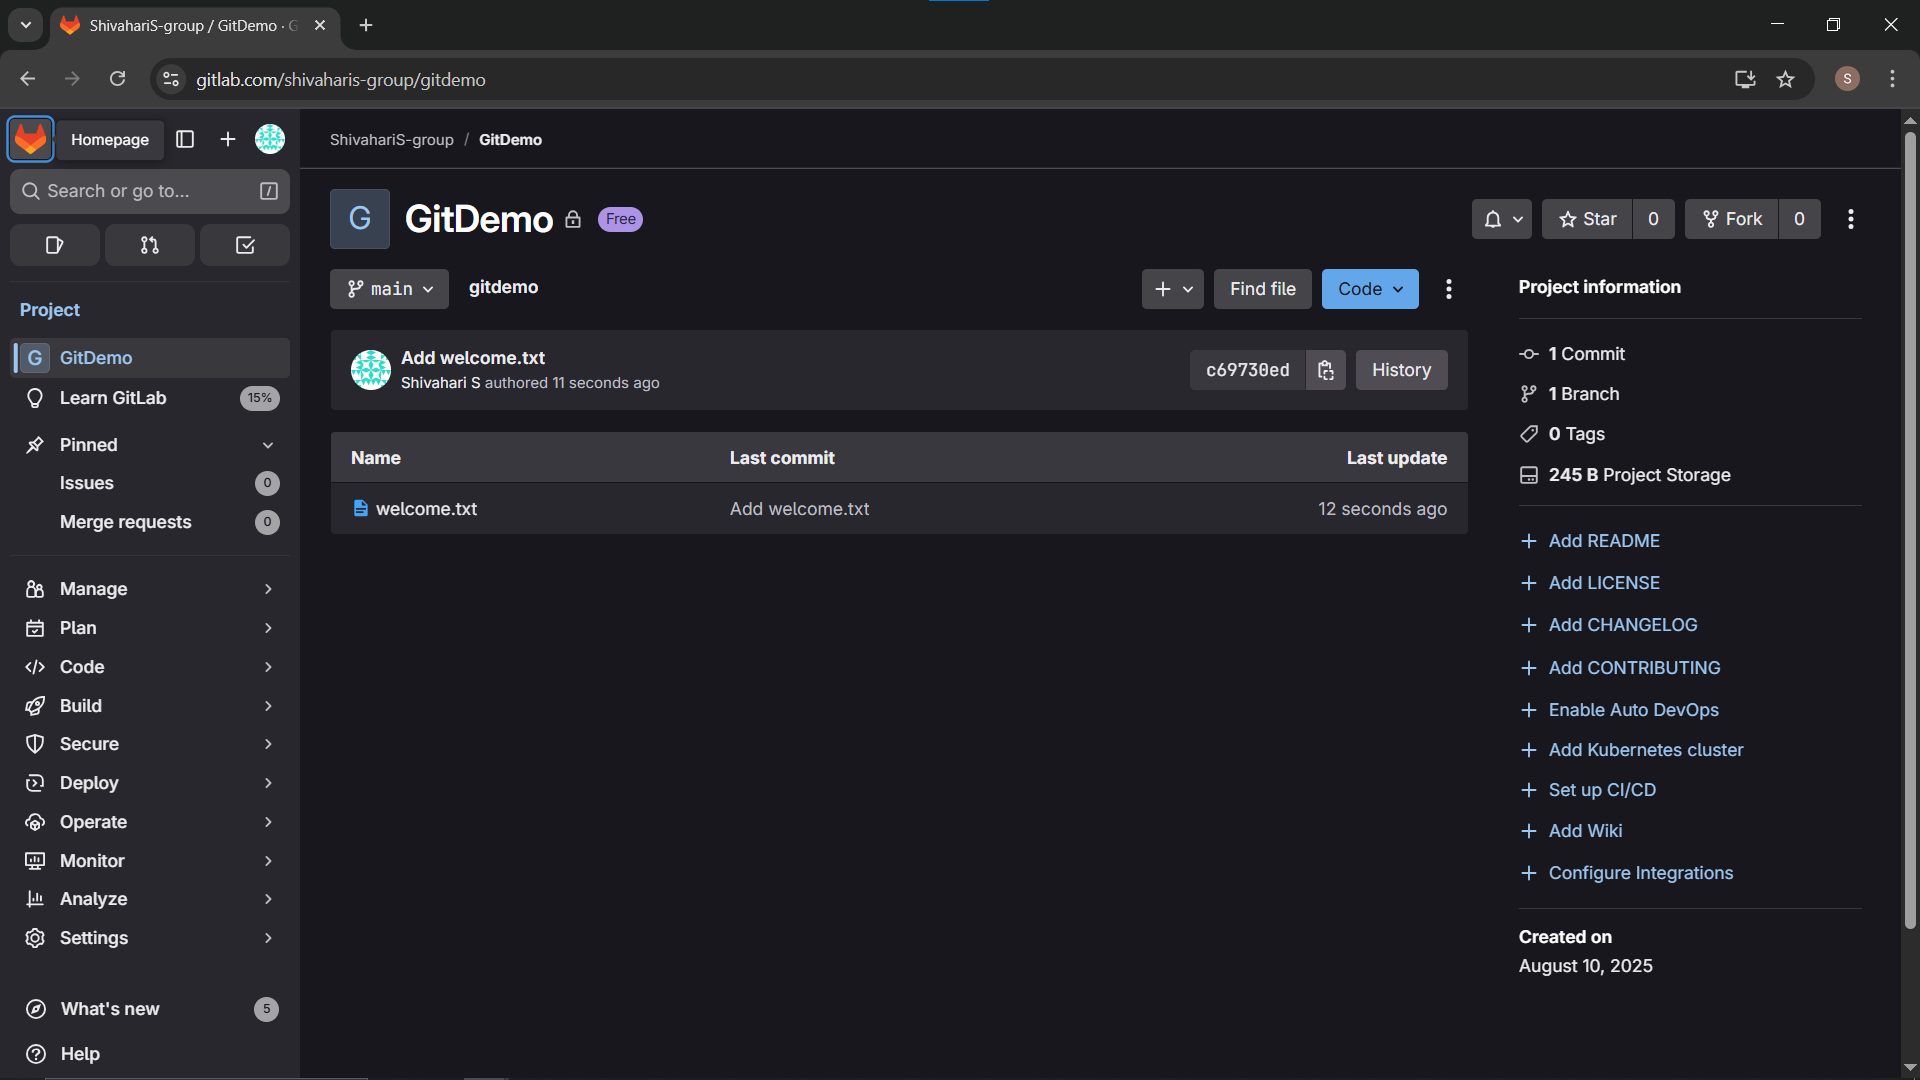 ShivahariS-group / GitDemo · G
gitlab.com/shivaharis-group/gitdemo
S
Homepage
Search or go to...
/
Project
G GitDemo
Learn GitLab 15%
Pinned
Issues 0
Merge requests 0
Manage
Plan
Code
Build
Secure
Deploy
Operate
Monitor
Analyze
Settings
What's new 5
Help
ShivahariS-group / GitDemo
G GitDemo Free
Star 0 Fork 0
main gitdemo Find file Code
Add welcome.txt
Shivahari S authored 11 seconds ago
c69730ed History
Name Last commit Last update
welcome.txt Add welcome.txt 12 seconds ago
Project information
1 Commit
1 Branch
0 Tags
245 B Project Storage
Add README
Add LICENSE
Add CHANGELOG
Add CONTRIBUTING
Enable Auto DevOps
Add Kubernetes cluster
Set up CI/CD
Add Wiki
Configure Integrations
Created on
August 10, 2025